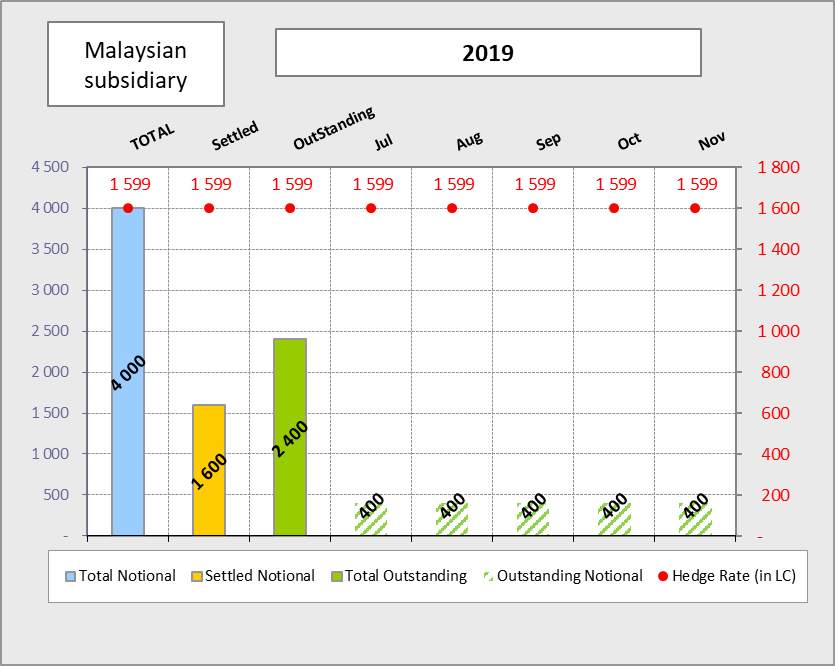 Malaysian
subsidiary
2019
TOTAL Settled OutStanding Jul Aug Sep Oct Nov
4 500 1 800
1 599 1 599 1 599 1 599 1 599 1 599 1 599 1 599
4 000 1 600
3 500 1 400
3 000 1 200
2 500 1 000
2 000 800
4 000
1 500 600
1 000 400
2 400
1 600
500 200
400 400 400 400 400
- -
Total Notional Settled Notional Total Outstanding Outstanding Notional Hedge Rate (in LC)